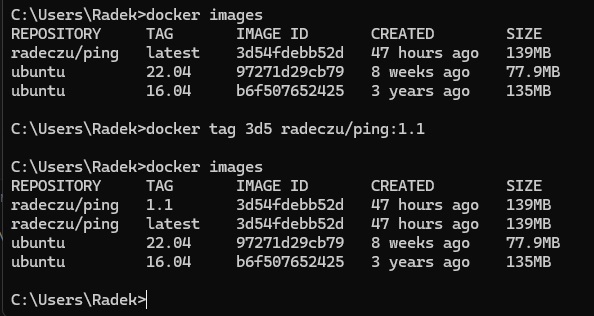 C:\Users\Radek>docker images
REPOSITORY TAG IMAGE ID CREATED SIZE
radeczu/ping latest 3d54fdebb52d 47 hours ago 139MB
ubuntu 22.04 97271d29cb79 8 weeks ago 77.9MB
ubuntu 16.04 b6f507652425 3 years ago 135MB
C:\Users\Radek>docker tag 3d5 radeczu/ping:1.1
C:\Users\Radek>docker images
REPOSITORY TAG IMAGE ID CREATED SIZE
radeczu/ping 1.1 3d54fdebb52d 47 hours ago 139MB
radeczu/ping latest 3d54fdebb52d 47 hours ago 139MB
ubuntu 22.04 97271d29cb79 8 weeks ago 77.9MB
ubuntu 16.04 b6f507652425 3 years ago 135MB
C:\Users\Radek>